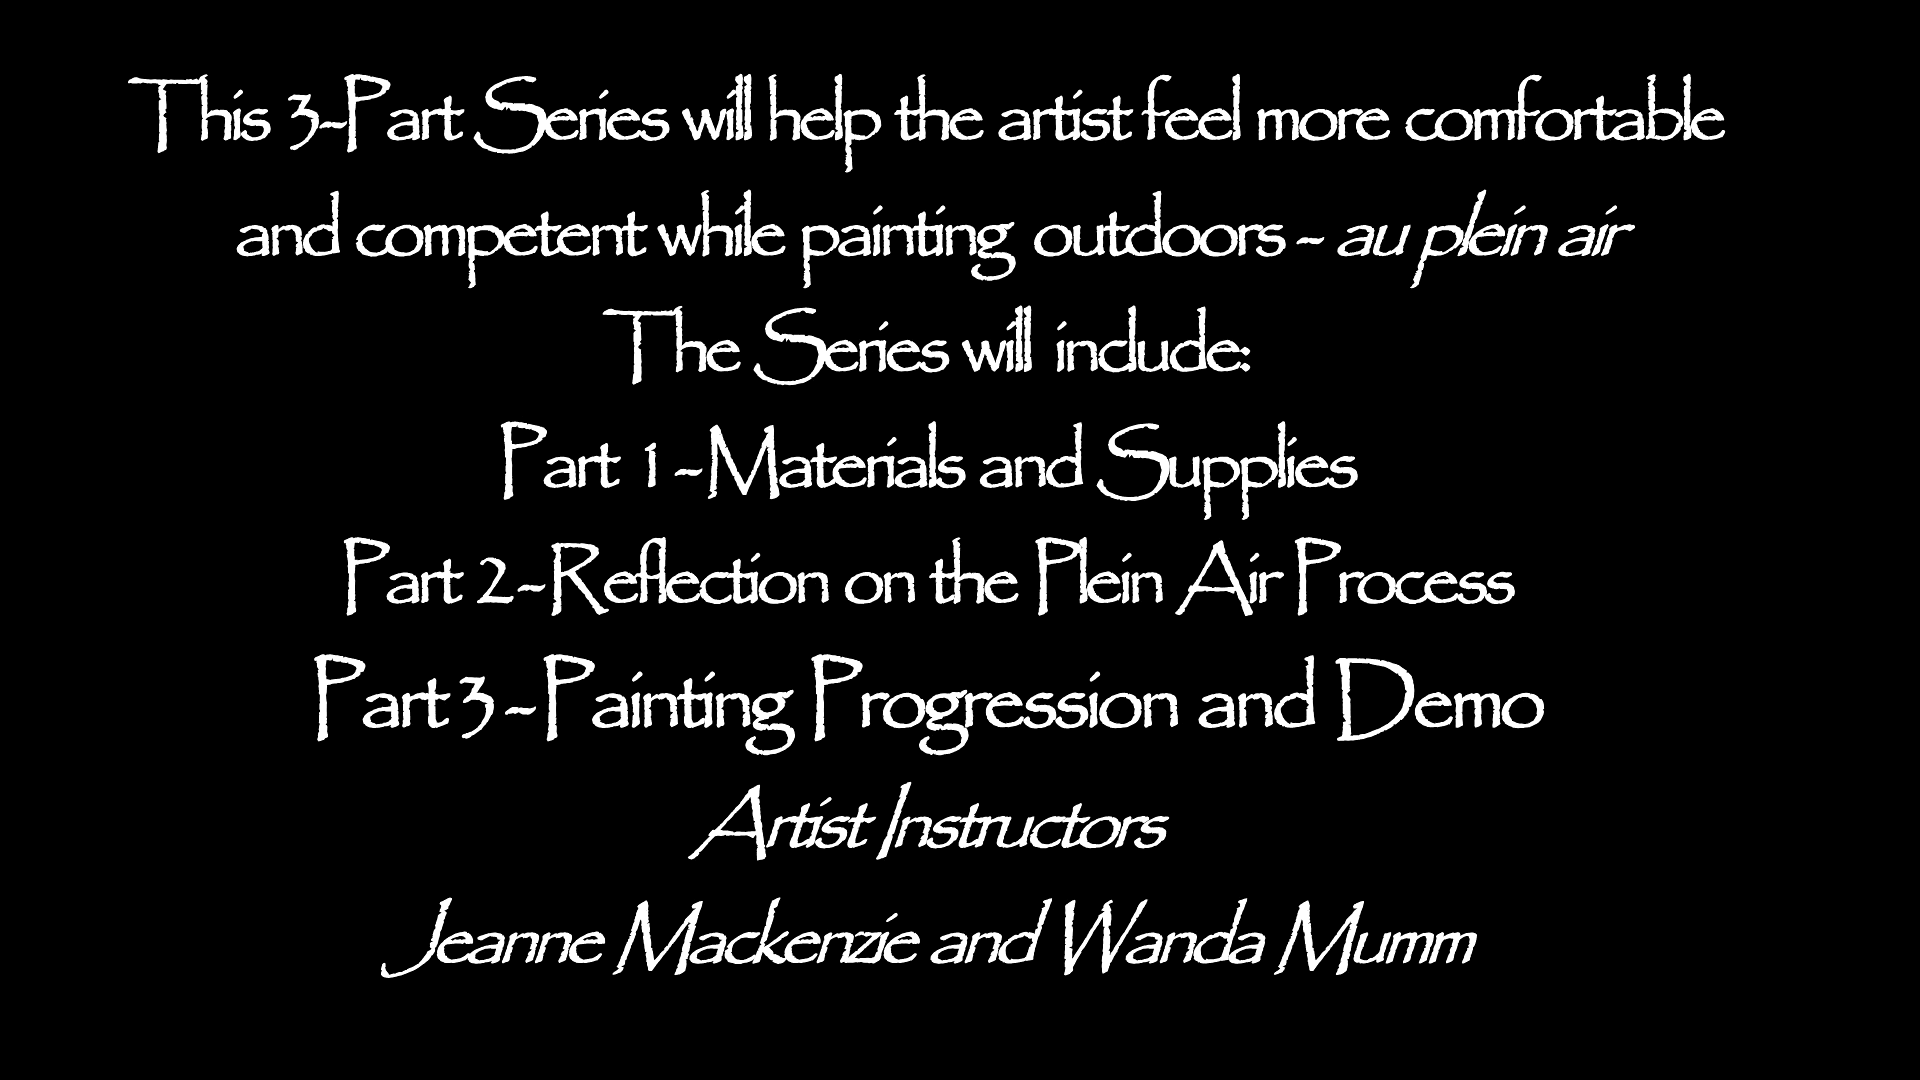 This 3-Part Series will help the artist feel more comfortable
and competent while painting outdoors - au plein air
The Series will include:
Part 1 - Materials and Supplies
Part 2 - Reflection on the Plein Air Process
Part 3 - Painting Progression and Demo
Artist Instructors
Jeanne Mackenzie and Wanda Mumm